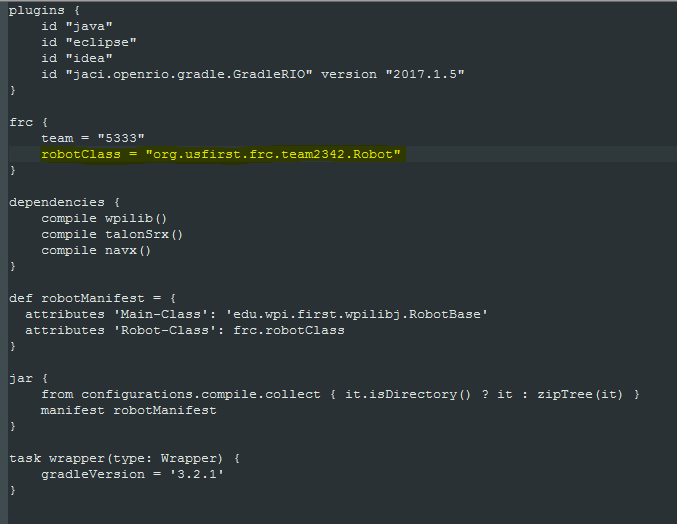 plugins {
    id "java"
    id "eclipse"
    id "idea"
    id "jaci.openrio.gradle.GradleRIO" version "2017.1.5"
}

frc {
    team = "5333"
    robotClass = "org.usfirst.frc.team2342.Robot"
}

dependencies {
    compile wpilib()
    compile talonSrx()
    compile navx()
}

def robotManifest = {
  attributes 'Main-Class': 'edu.wpi.first.wpilibj.RobotBase'
  attributes 'Robot-Class': frc.robotClass
}

jar {
    from configurations.compile.collect { it.isDirectory() ? it : zipTree(it) }
    manifest robotManifest
}

task wrapper(type: Wrapper) {
    gradleVersion = '3.2.1'
}